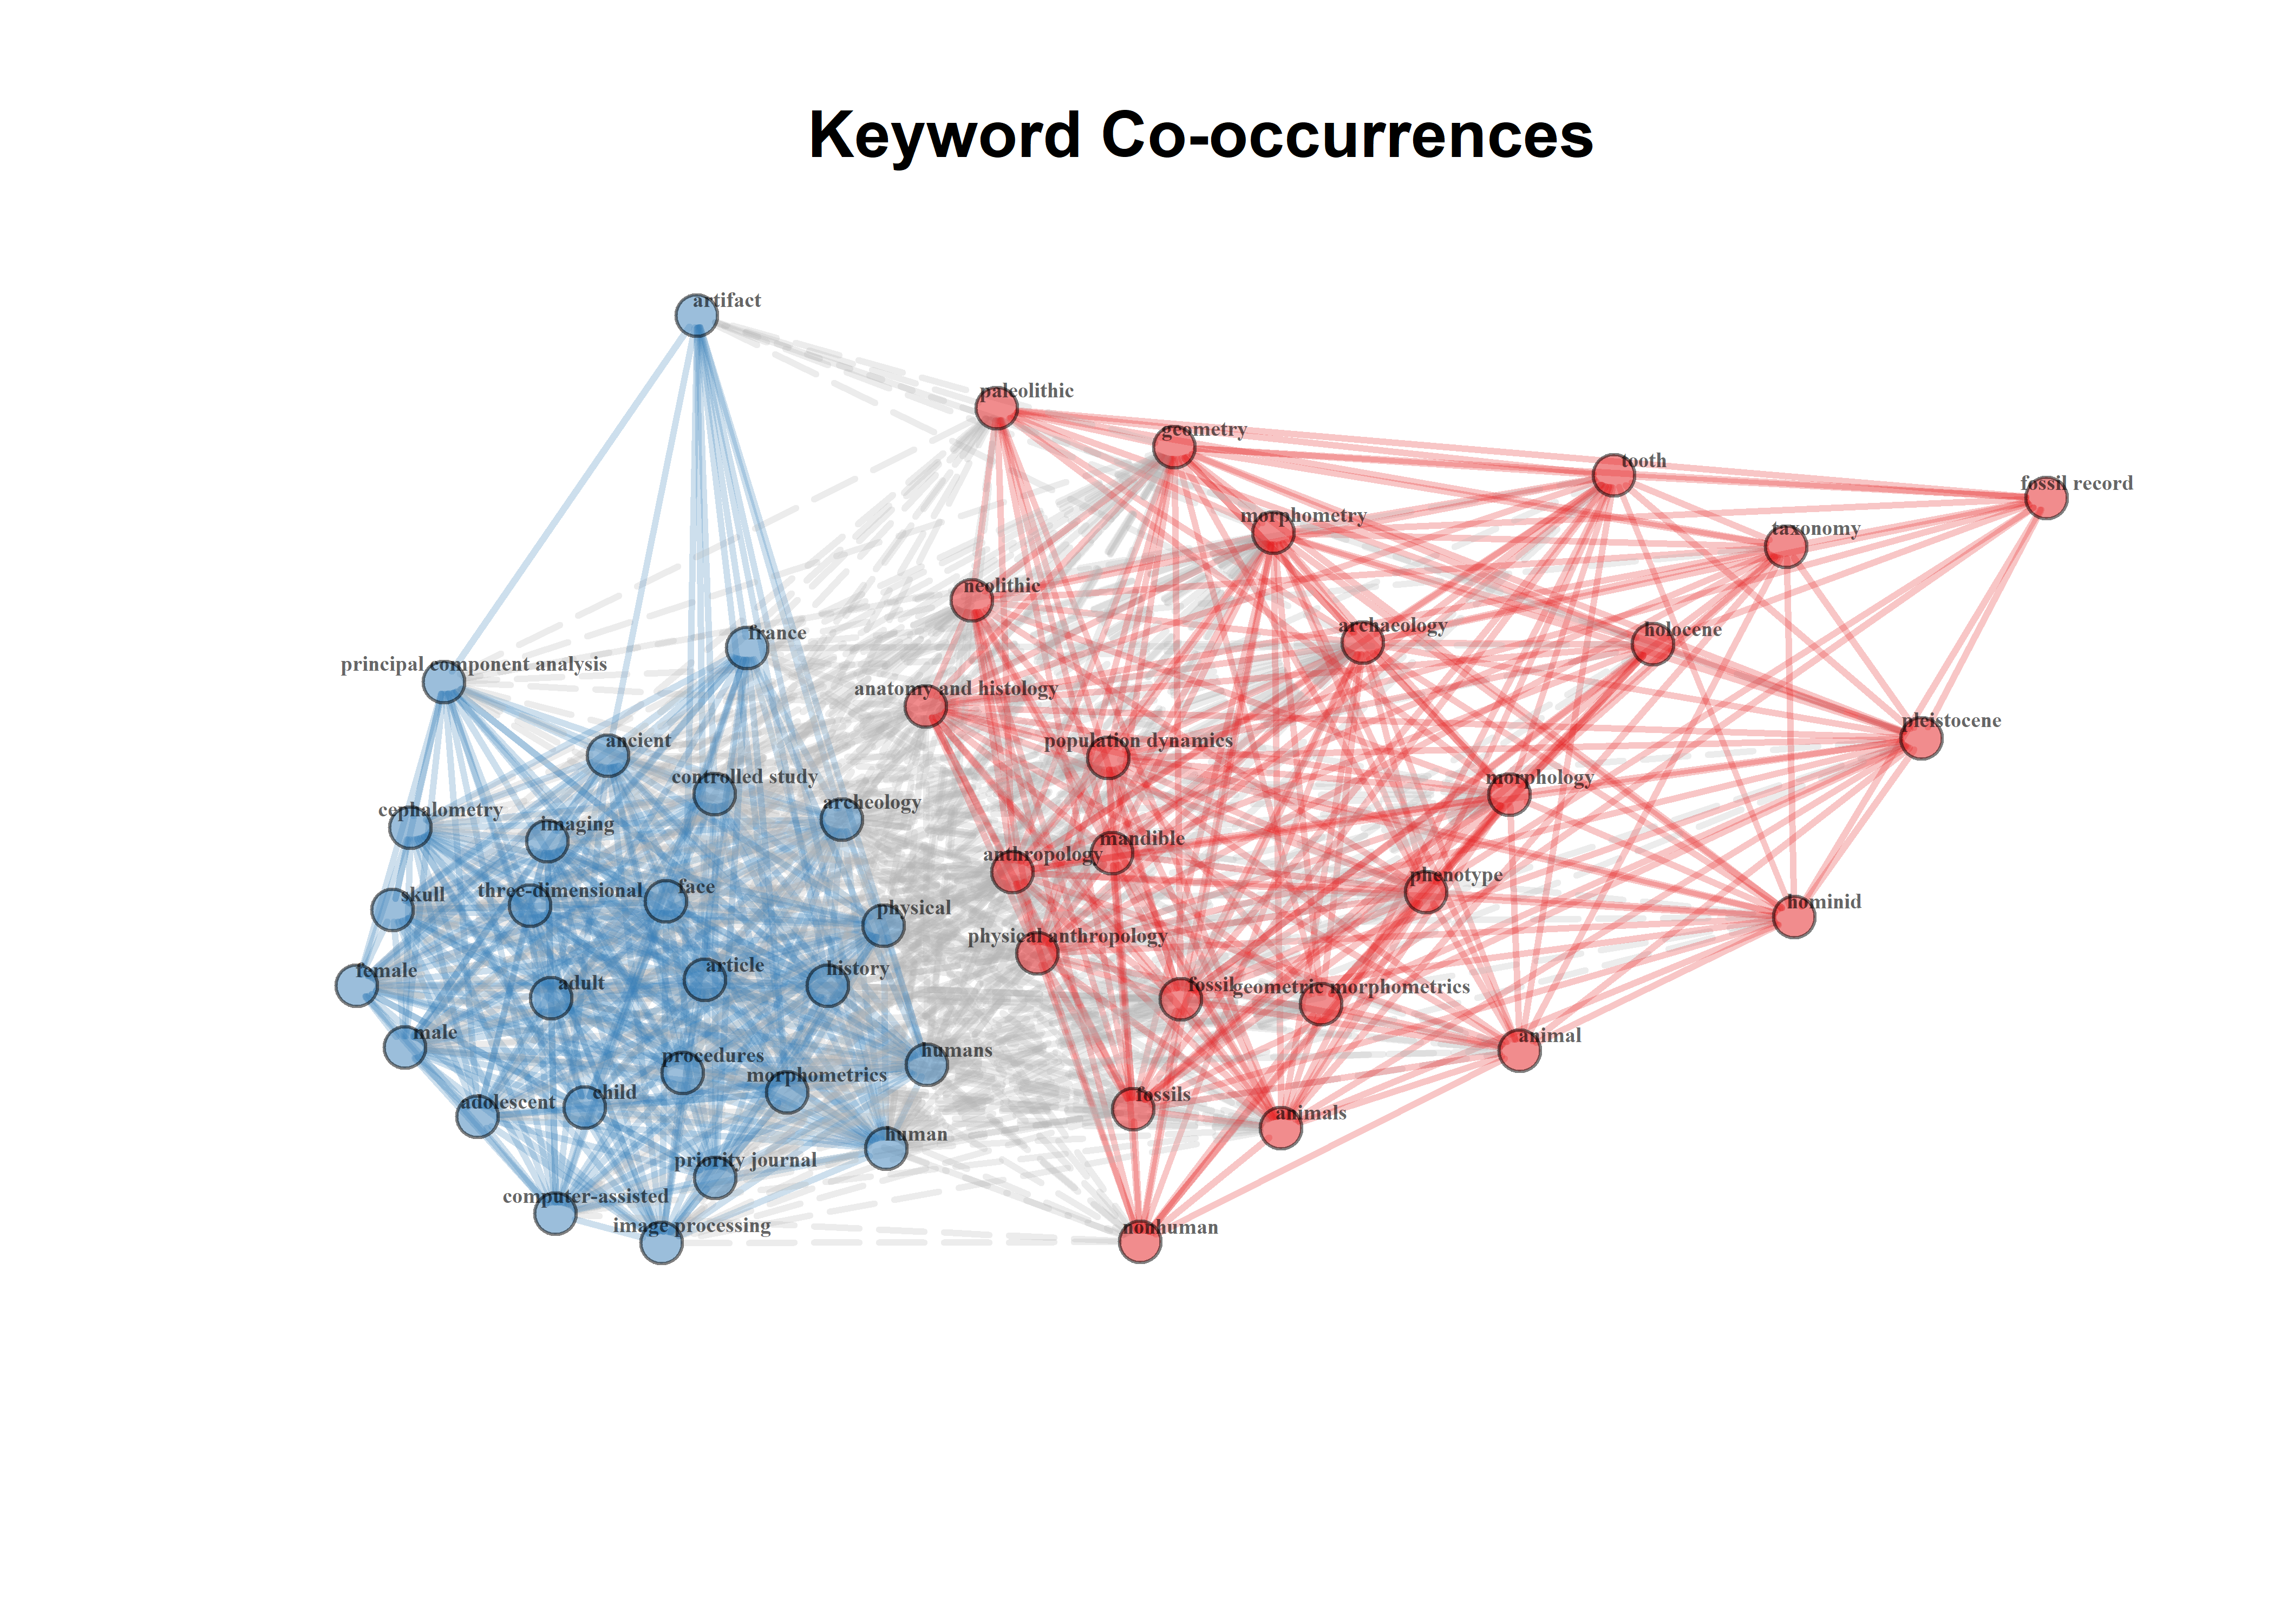 Keyword Co-occurrences
artifact
paleolithic
geometry
tooth
fossil record
morphometry
taxonomy
neolithic
france
archaeology
holocene
principal component analysis
anatomy and histology
pleistocene
ancient
population dynamics
controlled study
morphology
archeology
cephalometry
imaging
mandible
anthropology
phenotype
face
three-dimensional
skull
hominid
physical
physical anthropology
article
history
female
adult
fossil
geometric morphometrics
male
animal
humans
procedures
morphometrics
child
fossils
adolescent
animals
human
priority journal
computer-assisted
image processing
nonhuman